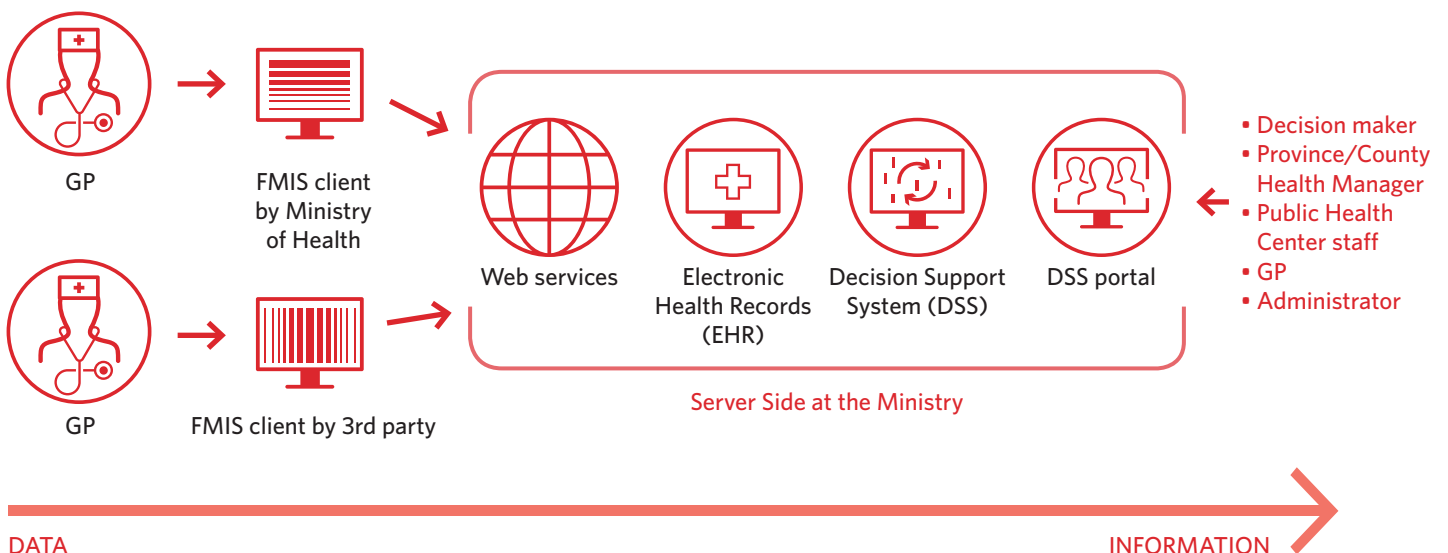 GP
FMIS client
by Ministry
of Health
GP
FMIS client by 3rd party
Web services
Electronic
Health Records
(EHR)
Decision Support
System (DSS)
DSS portal
Server Side at the Ministry
• Decision maker
• Province/County
Health Manager
• Public Health
Center staff
• GP
• Administrator
DATA
INFORMATION